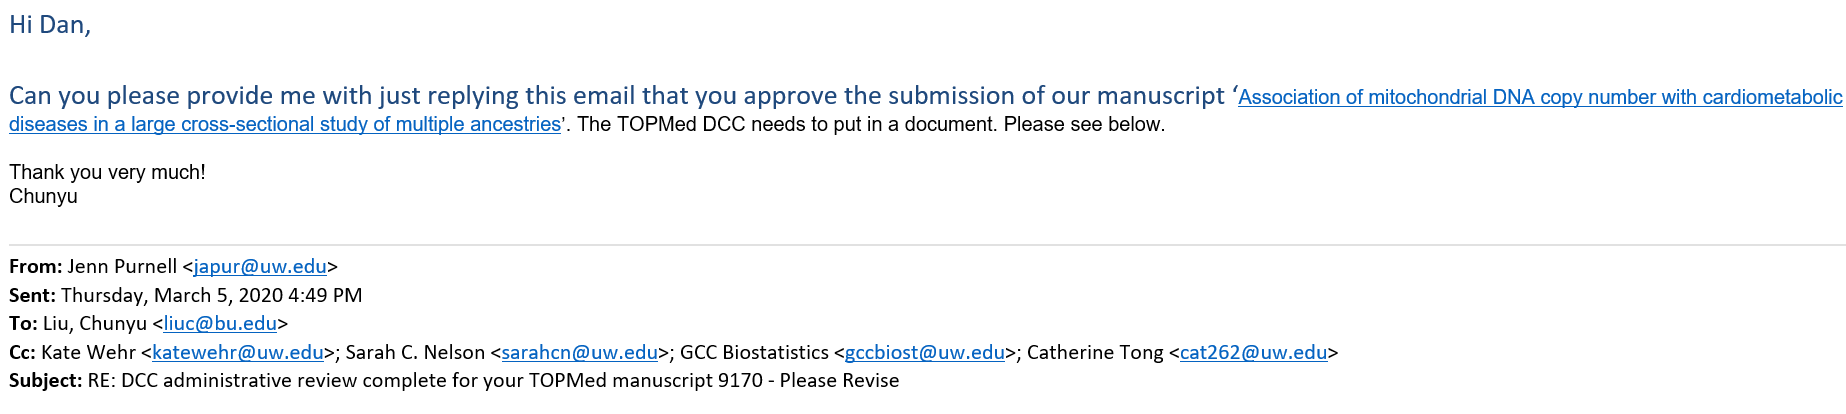 Hi Dan,
Can you please provide me with just replying this email that you approve the submission of our manuscript ‘Association of mitochondrial DNA copy number with cardiometabolic
diseases in a large cross-sectional study of multiple ancestries’. The TOPMed DCC needs to put in a document. Please see below.
Thank you very much!
Chunyu
From: Jenn Purnell <japur@uw.edu>
Sent: Thursday, March 5, 2020 4:49 PM
To: Liu, Chunyu <liuc@bu.edu>
Cc: Kate Wehr <katewehr@uw.edu>; Sarah C. Nelson <sarahcn@uw.edu>; GCC Biostatistics <gccbiost@uw.edu>; Catherine Tong <cat262@uw.edu>
Subject: RE: DCC administrative review complete for your TOPMed manuscript 9170 - Please Revise